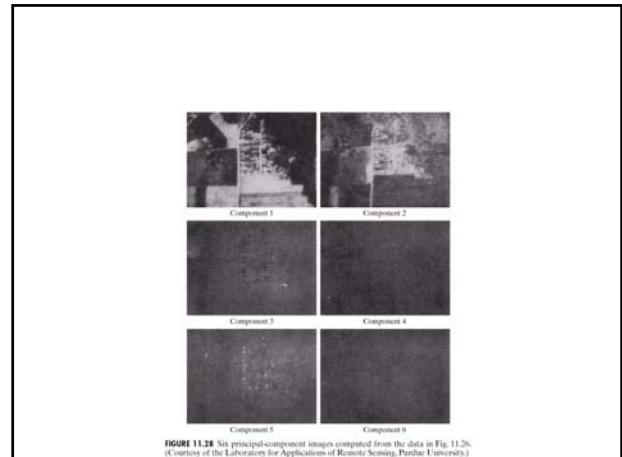 Component 1
Component 2
Component 3
Component 4
Component 5
Component 6
FIGURE 11.28 Six principal-component images computed from the data in Fig. 11.26.
(Courtesy of the Laboratory for Applications of Remote Sensing, Purdue University.)